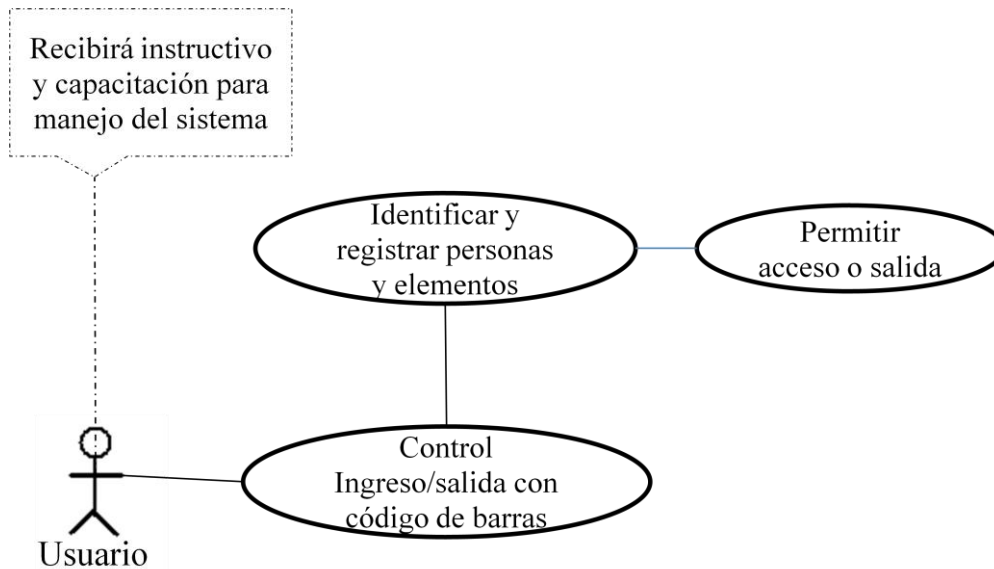 Recibirá instructivo
y capacitación para
manejo del sistema
Identificar y
registrar personas
y elementos
Permitir
acceso o salida
Control
Ingreso/salida con
código de barras
Usuario